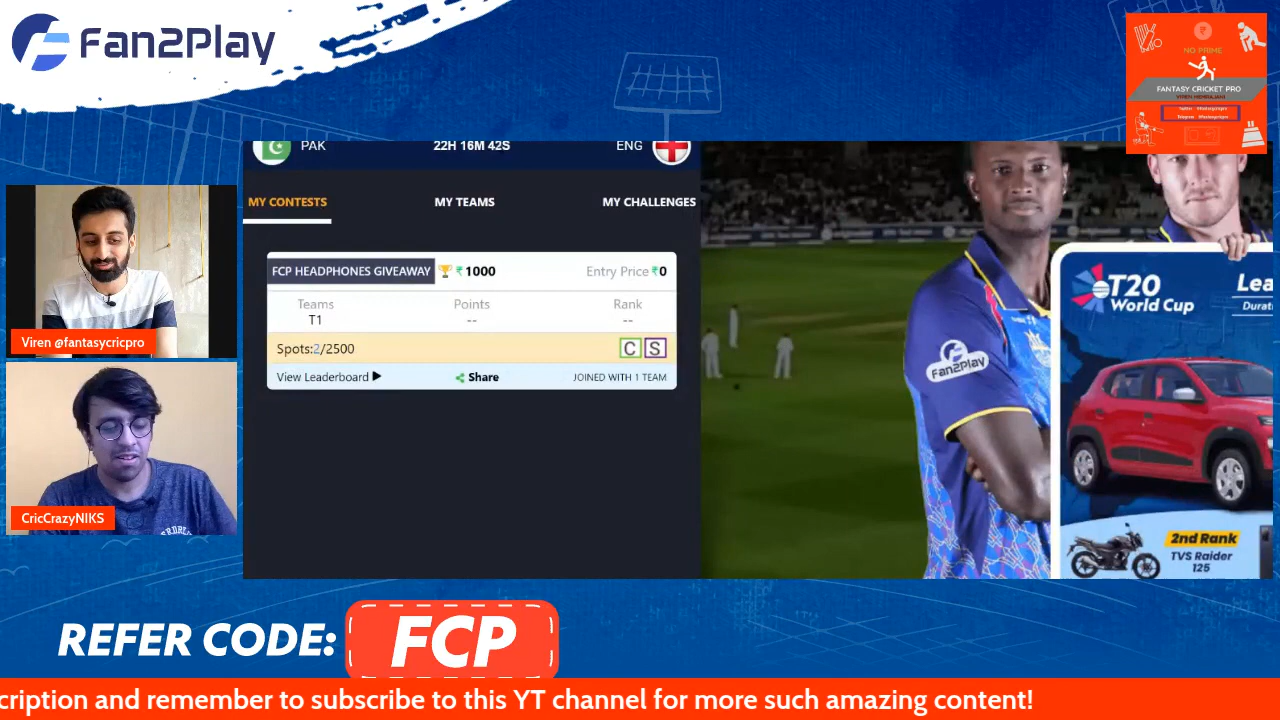 Fan2Play
NO PRIME
FANTASY CRICKET PRO
PAK
22H 16M 42S
ENG
MY CONTESTS
MY TEAMS
MY CHALLENGES
FCP HEADPHONES GIVEAWAY
₹ 1000
Entry Price ₹0
Teams
Points
Rank
T1
--
--
Spots:2/2500
C S
View Leaderboard
Share
JOINED WITH 1 TEAM
Fan2Play
T20
World Cup
Lea
Durati
2nd Rank
TVS Raider
125
Viren @fantasycricpro
CricCrazyNIKS
REFER CODE:
FCP
cription and remember to subscribe to this YT channel for more such amazing content!